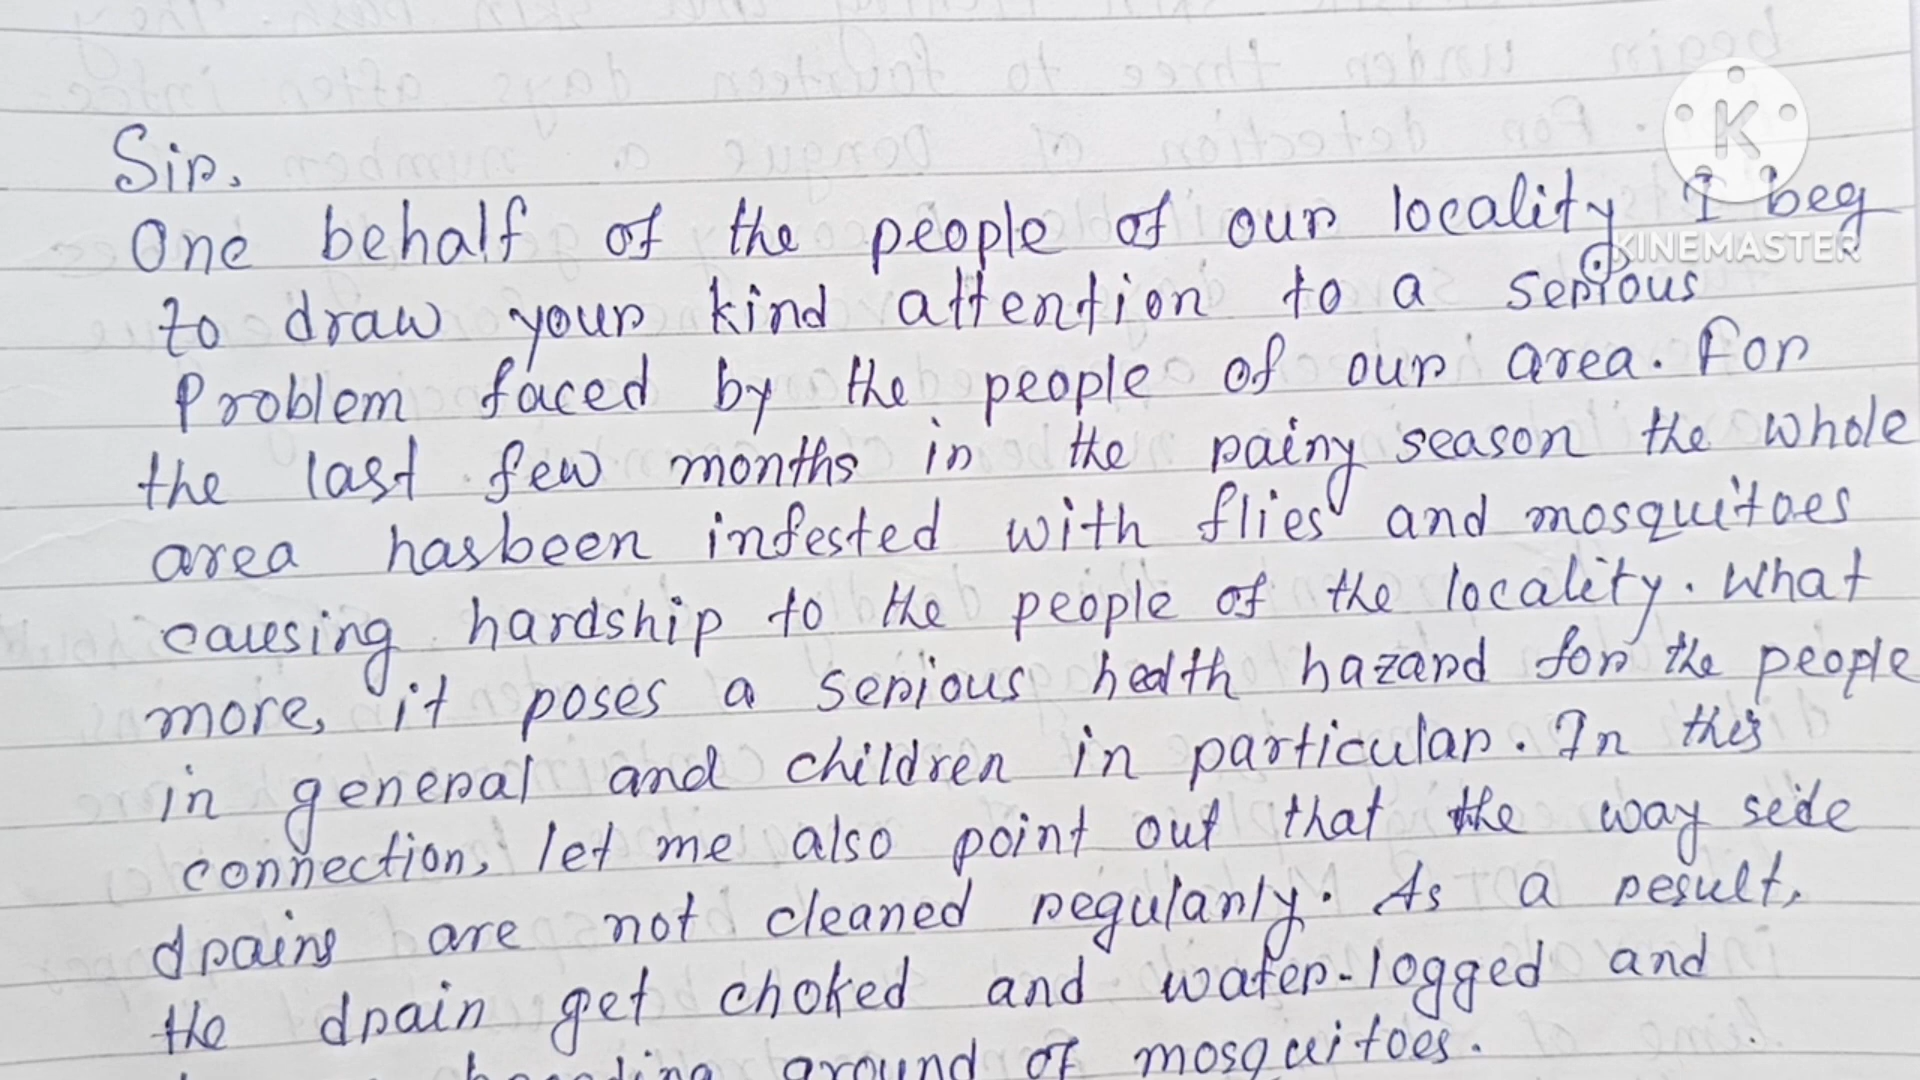 Sir,
One behalf of the people of our locality I beg
to draw your kind attention to a serious
Problem faced by the people of our area. For
the last few months in the rainy season the whole
area hasbeen infested with flies and mosquitoes
causing hardship to the people of the locality. What
more, it poses a serious health hazard for the people
in general and children in particular. In this
connection, let me also point out that the way side
drains are not cleaned regularly. As a result,
the drain get choked and water-logged and
breeding ground of mosquitoes.
K
KINEMASTER